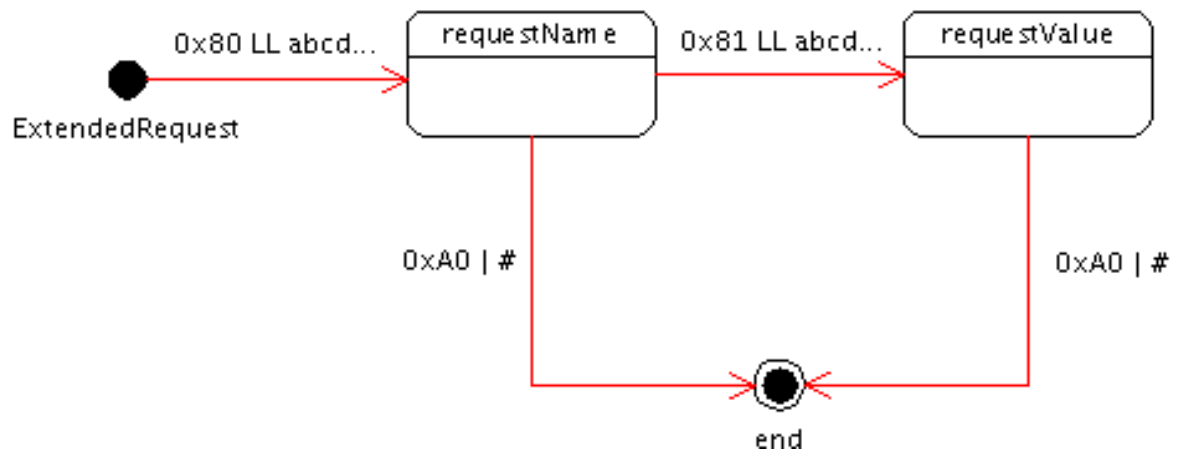 0x80 LL abcd...
requestName
0x81 LL abcd...
requestValue
ExtendedRequest
0xA0 | #
0xA0 | #
end